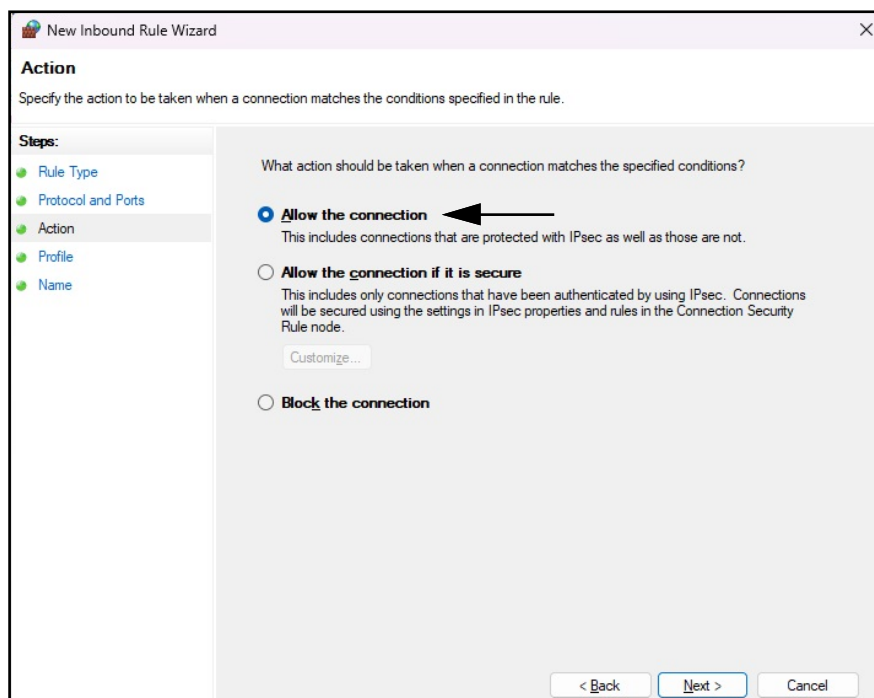 New Inbound Rule Wizard
Action
Specify the action to be taken when a connection matches the conditions specified in the rule.
Steps:
Rule Type
Protocol and Ports
Action
Profile
Name
What action should be taken when a connection matches the specified conditions?
Allow the connection
This includes connections that are protected with IPsec as well as those are not.
Allow the connection if it is secure
This includes only connections that have been authenticated by using IPsec. Connections
will be secured using the settings in IPsec properties and rules in the Connection Security
Rule node.
Customize...
Block the connection
< Back
Next >
Cancel